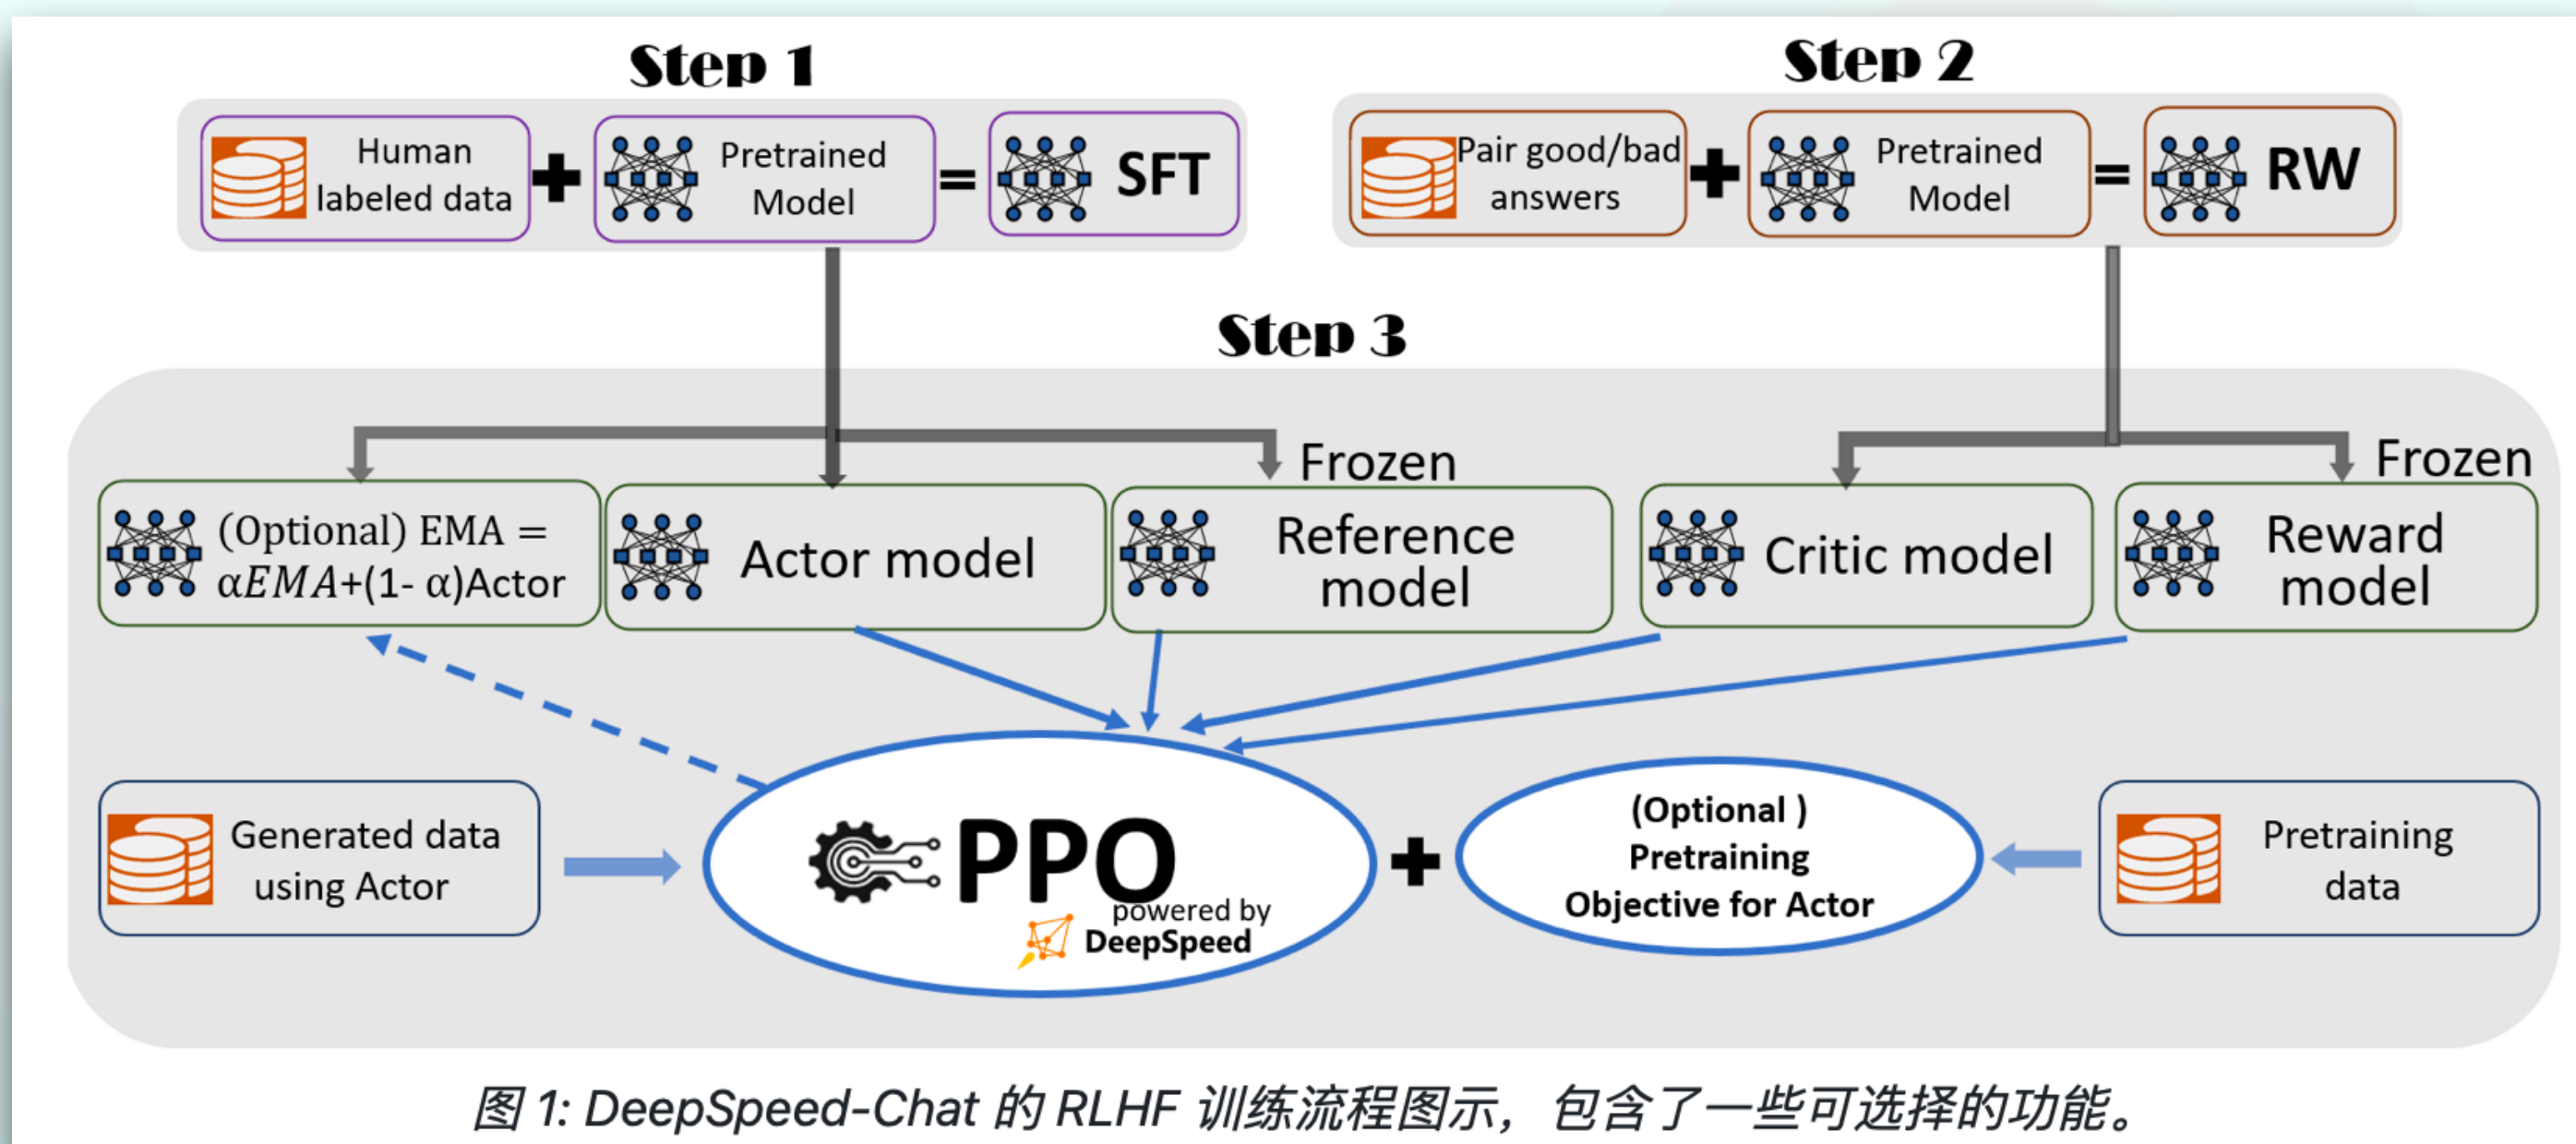 Step 1
Human
labeled data
+
Pretrained
Model
=
SFT
Step 2
Pair good/bad
answers
+
Pretrained
Model
=
RW
Step 3
Frozen
Frozen
(Optional) EMA =
αEMA+(1- α)Actor
Actor model
Reference
model
Critic model
Reward
model
Generated data
using Actor
PPO
powered by
DeepSpeed
+
(Optional )
Pretraining
Objective for Actor
Pretraining
data
图 1: DeepSpeed-Chat 的 RLHF 训练流程图示，包含了一些可选择的功能。